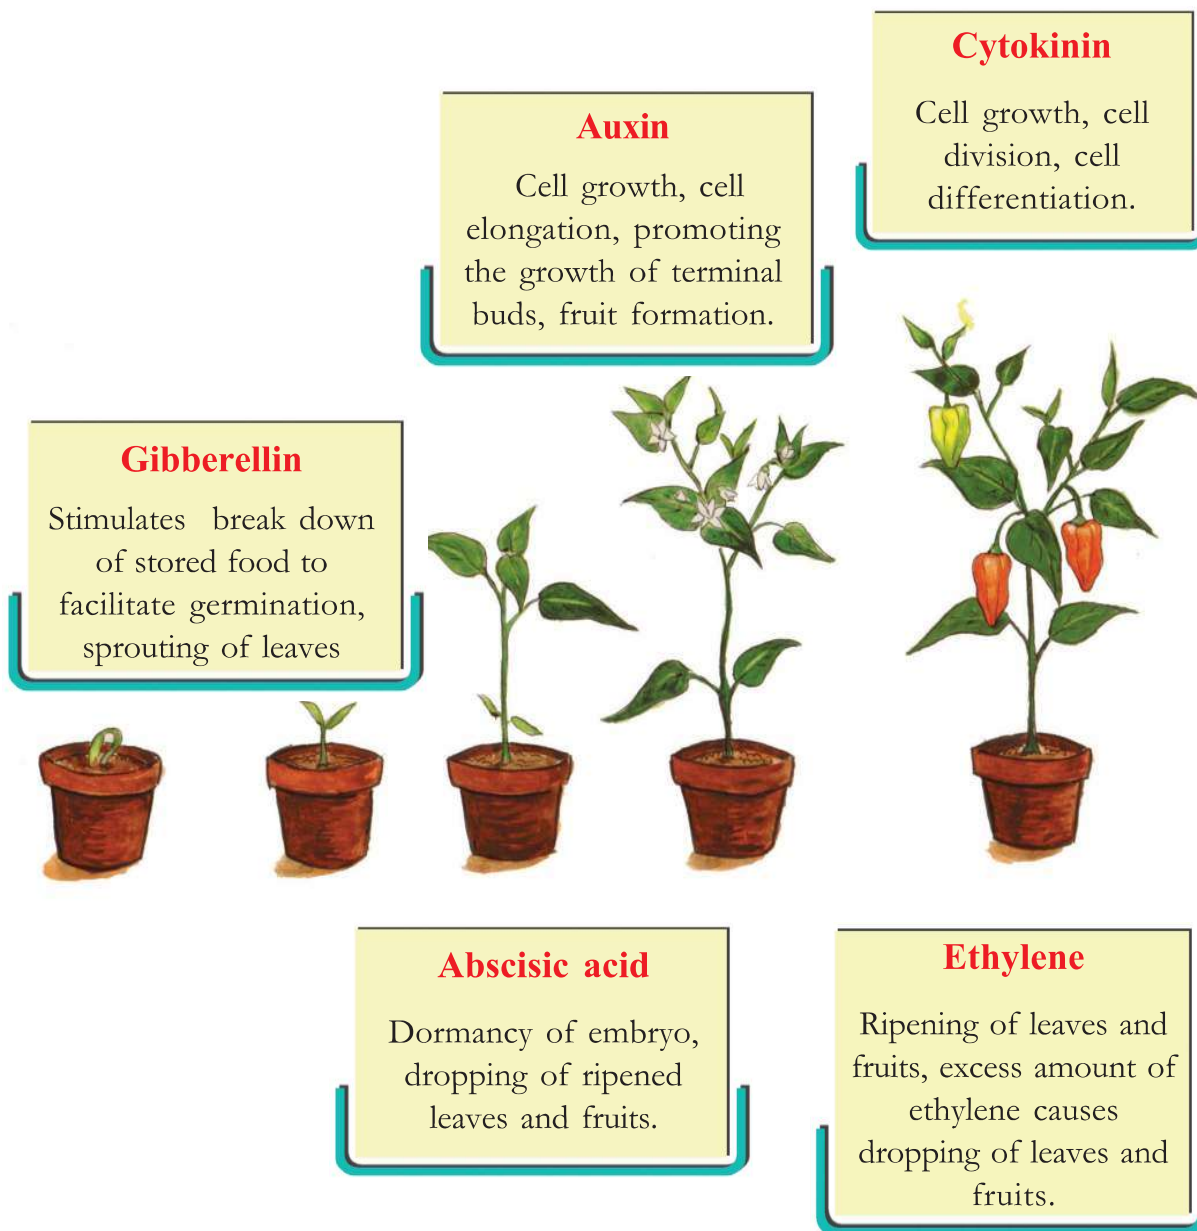 Cytokinin
Cell growth, cell
division, cell
differentiation.
Auxin
Cell growth, cell
elongation, promoting
the growth of terminal
buds, fruit formation.
Gibberellin
Stimulates break down
of stored food to
facilitate germination,
sprouting of leaves
Abscisic acid
Dormancy of embryo,
dropping of ripened
leaves and fruits.
Ethylene
Ripening of leaves and
fruits, excess amount of
ethylene causes
dropping of leaves and
fruits.